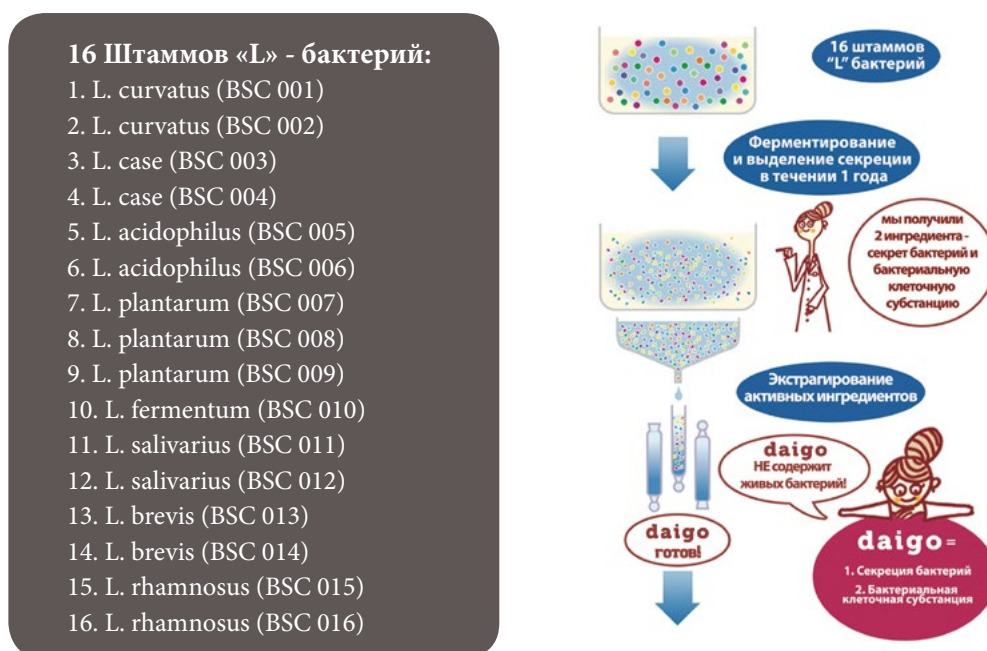 16 Штаммов «L» - бактерий:
1. L. curvatus (BSC 001)
2. L. curvatus (BSC 002)
3. L. case (BSC 003)
4. L. case (BSC 004)
5. L. acidophilus (BSC 005)
6. L. acidophilus (BSC 006)
7. L. plantarum (BSC 007)
8. L. plantarum (BSC 008)
9. L. plantarum (BSC 009)
10. L. fermentum (BSC 010)
11. L. salivarius (BSC 011)
12. L. salivarius (BSC 012)
13. L. brevis (BSC 013)
14. L. brevis (BSC 014)
15. L. rhamnosus (BSC 015)
16. L. rhamnosus (BSC 016)
16 штаммов
"L" бактерий
Ферментирование
и выделение секреции
в течении 1 года
мы получили
2 ингредиента -
секрет бактерий и
бактериальную
клеточную
субстанцию
Экстрагирование
активных ингредиентов
daigo
НЕ содержит
живых бактерий!
daigo
готов!
daigo =
1. Секреция бактерий
2. Бактериальная
клеточная субстанция